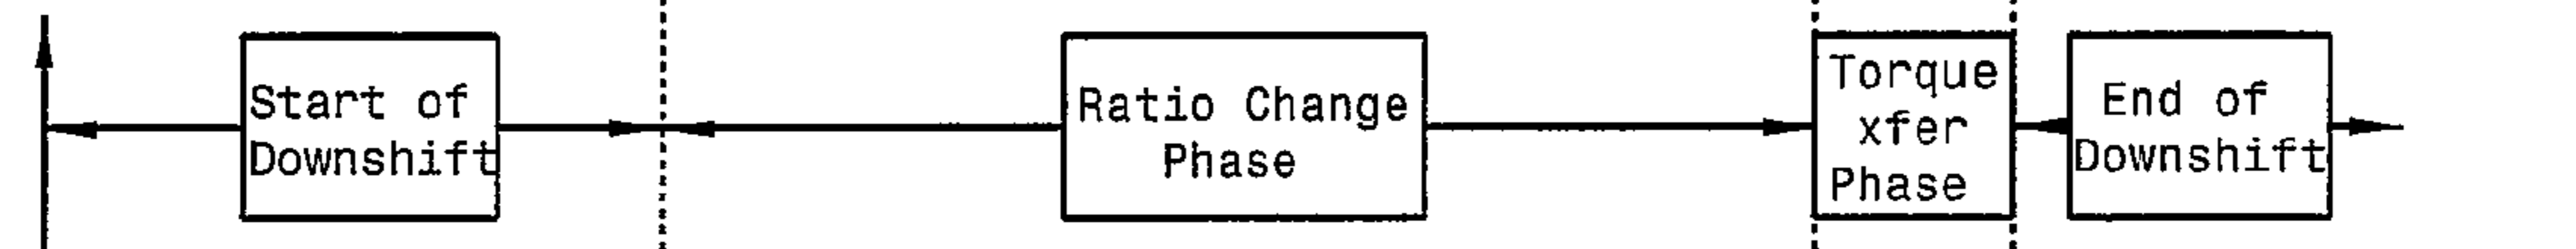 Start of
Downshift
Ratio Change
Phase
Torque
xfer
Phase
End of
Downshift